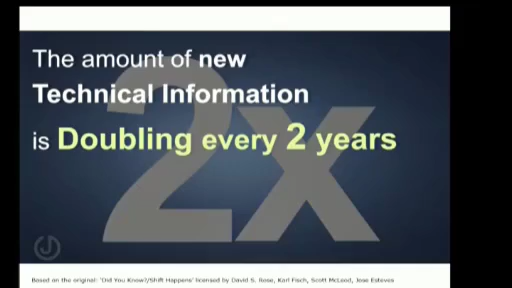 The amount of new
Technical Information
is Doubling every 2 years
2x
Based on the original: 'Did You Know?/Shift Happens' licensed by David S. Rose, Karl Fisch, Scott McLeod, Jose Esteves